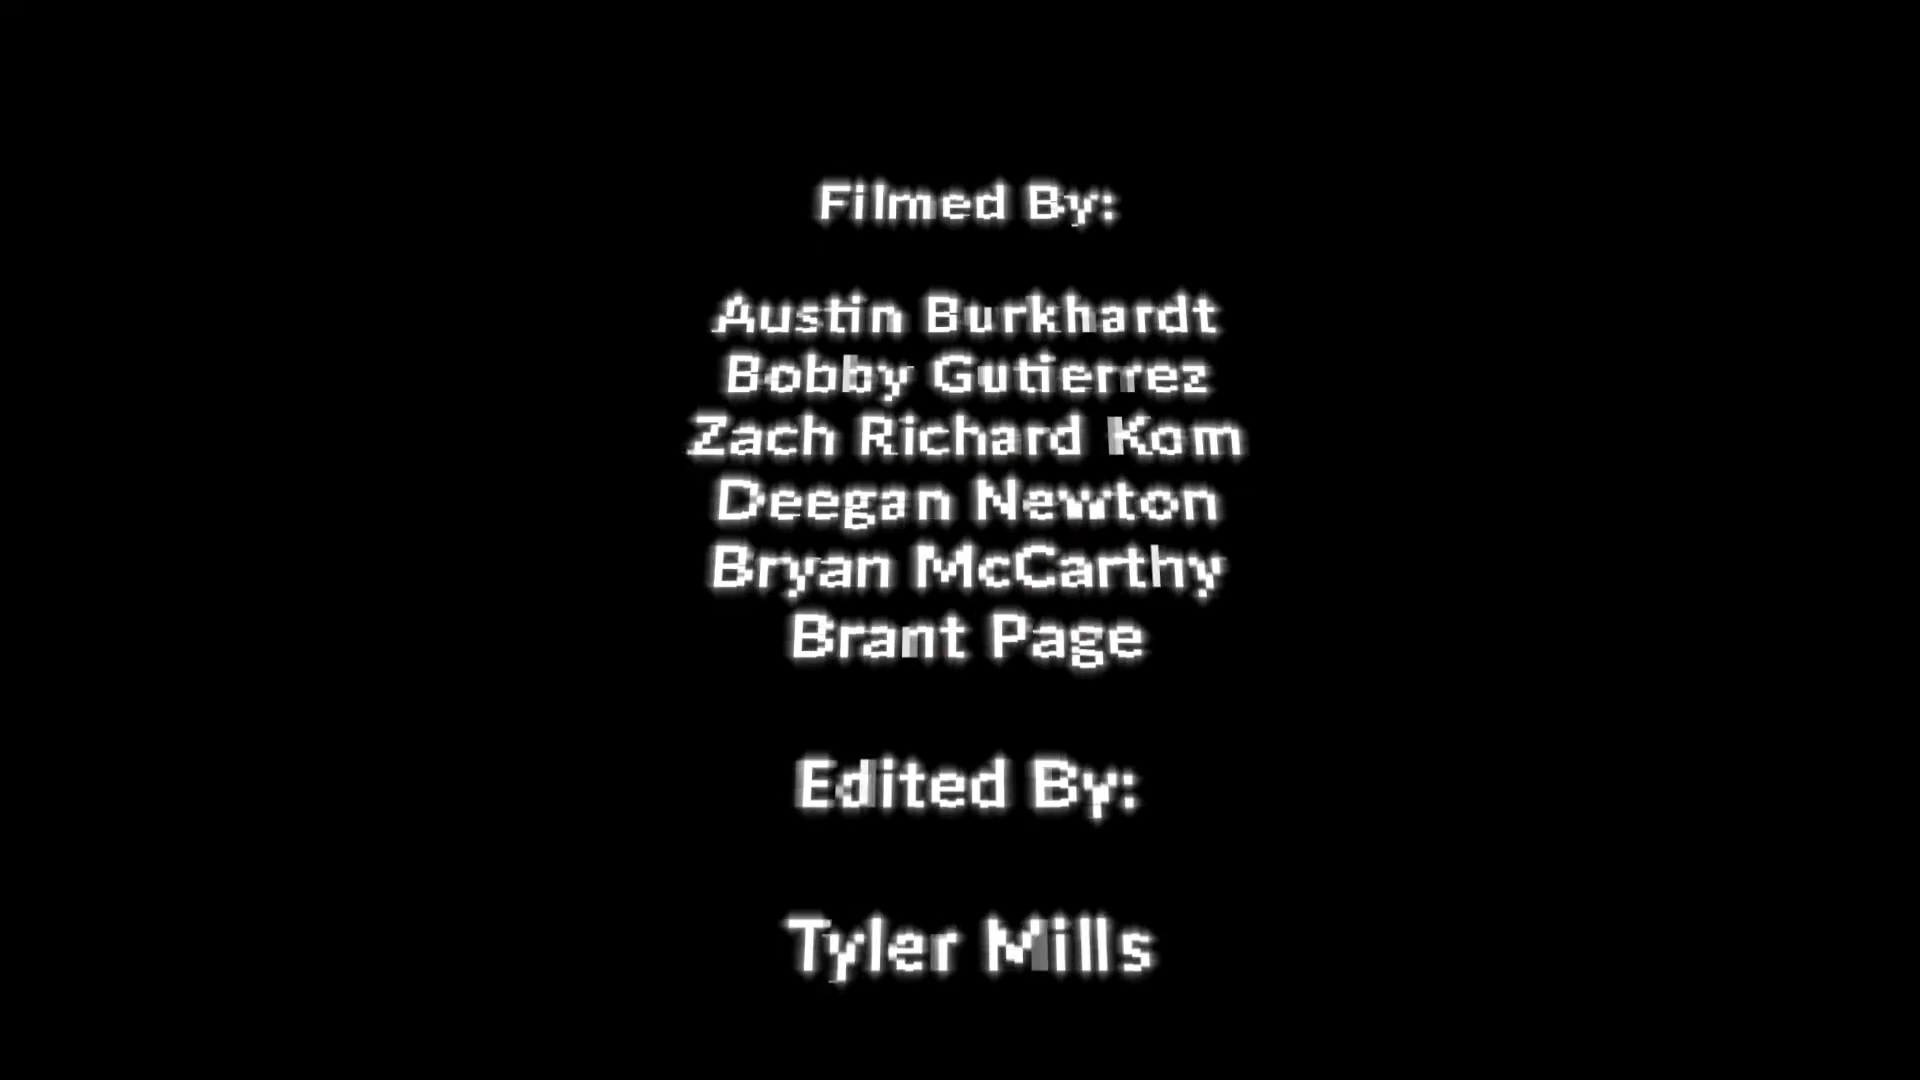 Filmed By:
Austin Burkhardt
Bobby Gutierrez
Zach Richard Kom
Deegan Newton
Bryan McCarthy
Brant Page
Edited By:
Tyler Mills